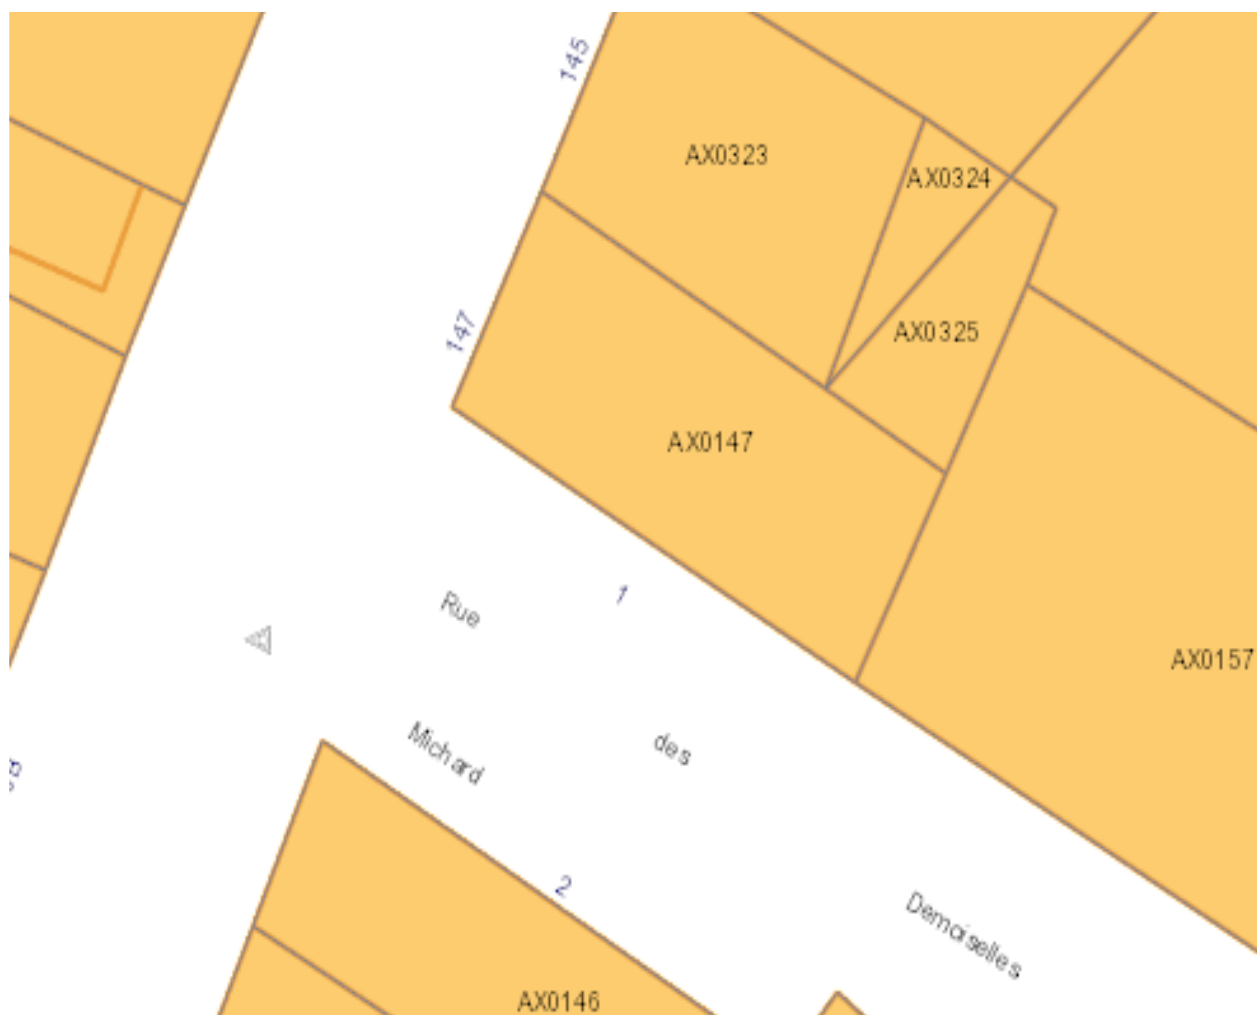 145
AX0323
AX0324
147
AX0325
AX0147
1
Rue
des
Demoiselles
Michard
AX0157
2
AX0146